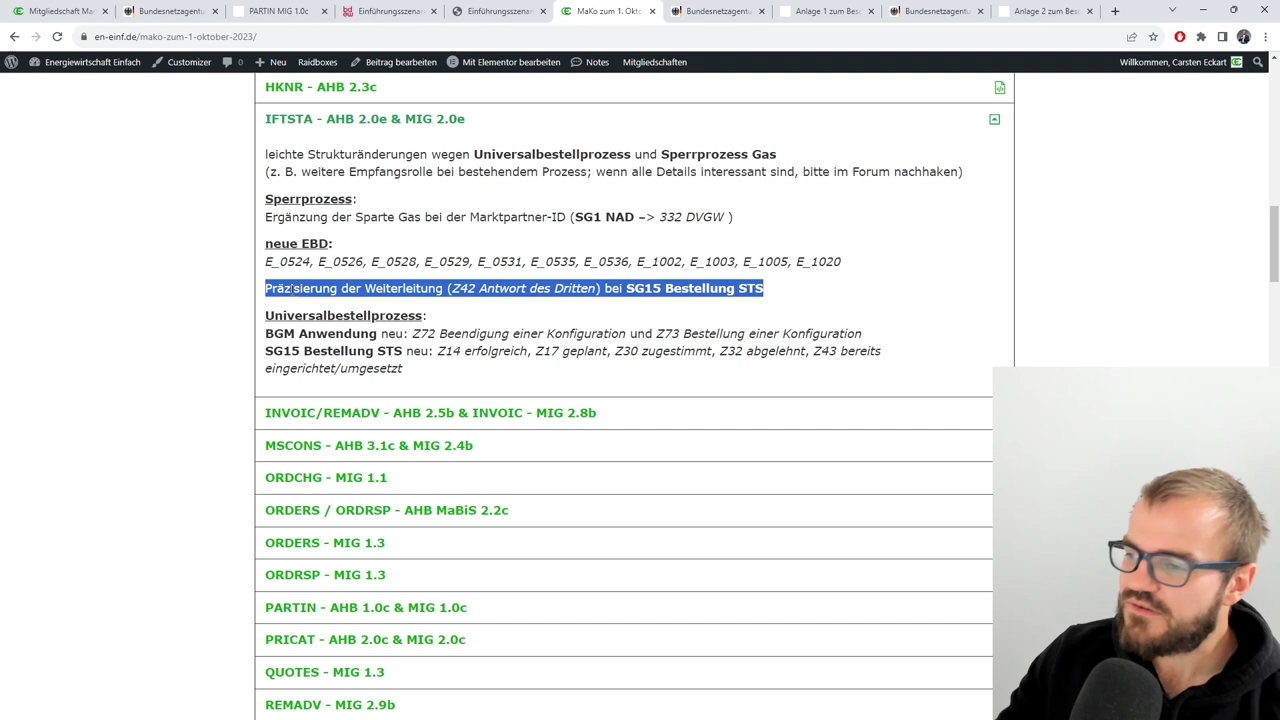 Mitgliedschaft Ma
Bundesnetzagentu
PARTIN MIG 1.0c
Einführungsszenar
Einführungsszenar
MaKo zum 1. Okto
Bundesnetzagentu
Anlage 1 zum Besc
Bundesnetzagentu
Anlage 2 zum Besc
en-einf.de/mako-zum-1-oktober-2023/
Energiewirtschaft Einfach Customizer 0 Neu Raidboxes Beitrag bearbeiten Mit Elementor bearbeiten Notes Mitgliedschaften Willkommen, Carsten Eckart
HKNR - AHB 2.3c
IFTSTA - AHB 2.0e & MIG 2.0e
leichte Strukturänderungen wegen Universalbestellprozess und Sperrprozess Gas
(z. B. weitere Empfangsrolle bei bestehendem Prozess; wenn alle Details interessant sind, bitte im Forum nachhaken)
Sperrprozess:
Ergänzung der Sparte Gas bei der Marktpartner-ID (SG1 NAD –> 332 DVGW )
neue EBD:
E_0524, E_0526, E_0528, E_0529, E_0531, E_0535, E_0536, E_1002, E_1003, E_1005, E_1020
Präzisierung der Weiterleitung (Z42 Antwort des Dritten) bei SG15 Bestellung STS
Universalbestellprozess:
BGM Anwendung neu: Z72 Beendigung einer Konfiguration und Z73 Bestellung einer Konfiguration
SG15 Bestellung STS neu: Z14 erfolgreich, Z17 geplant, Z30 zugestimmt, Z32 abgelehnt, Z43 bereits
eingerichtet/umgesetzt
INVOIC/REMADV - AHB 2.5b & INVOIC - MIG 2.8b
MSCONS - AHB 3.1c & MIG 2.4b
ORDCHG - MIG 1.1
ORDERS / ORDRSP - AHB MaBiS 2.2c
ORDERS - MIG 1.3
ORDRSP - MIG 1.3
PARTIN - AHB 1.0c & MIG 1.0c
PRICAT - AHB 2.0c & MIG 2.0c
QUOTES - MIG 1.3
REMADV - MIG 2.9b